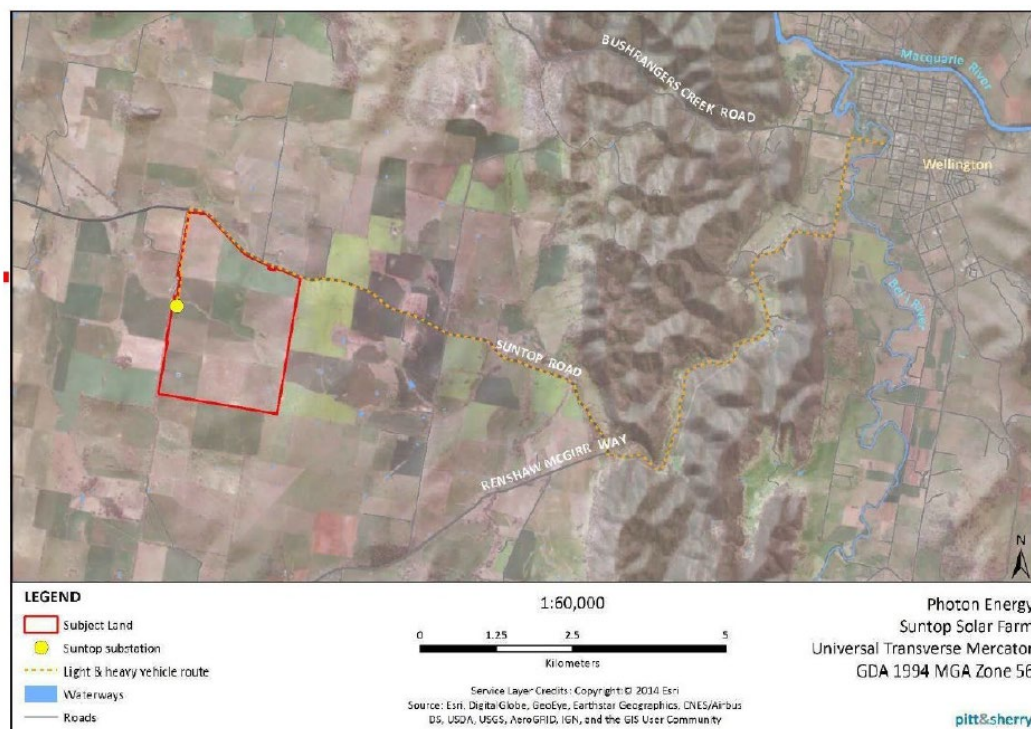 BUSHRANGERS CREEK ROAD
Macquarie River
Wellington
Bell River
SUNTOP ROAD
RENSHAW MCGIRR WAY
N
LEGEND
Subject Land
Suntop substation
Light & heavy vehicle route
Waterways
Roads
1:60,000
0 1.25 2.5 5
Kilometers
Service Layer Credits: Copyright:© 2014 Esri
Source: Esri, DigitalGlobe, GeoEye, Earthstar Geographics, CNES/Airbus
DS, USDA, USGS, AeroGRID, IGN, and the GIS User Community
Photon Energy
Suntop Solar Farm
Universal Transverse Mercator
GDA 1994 MGA Zone 56
pitt&sherry